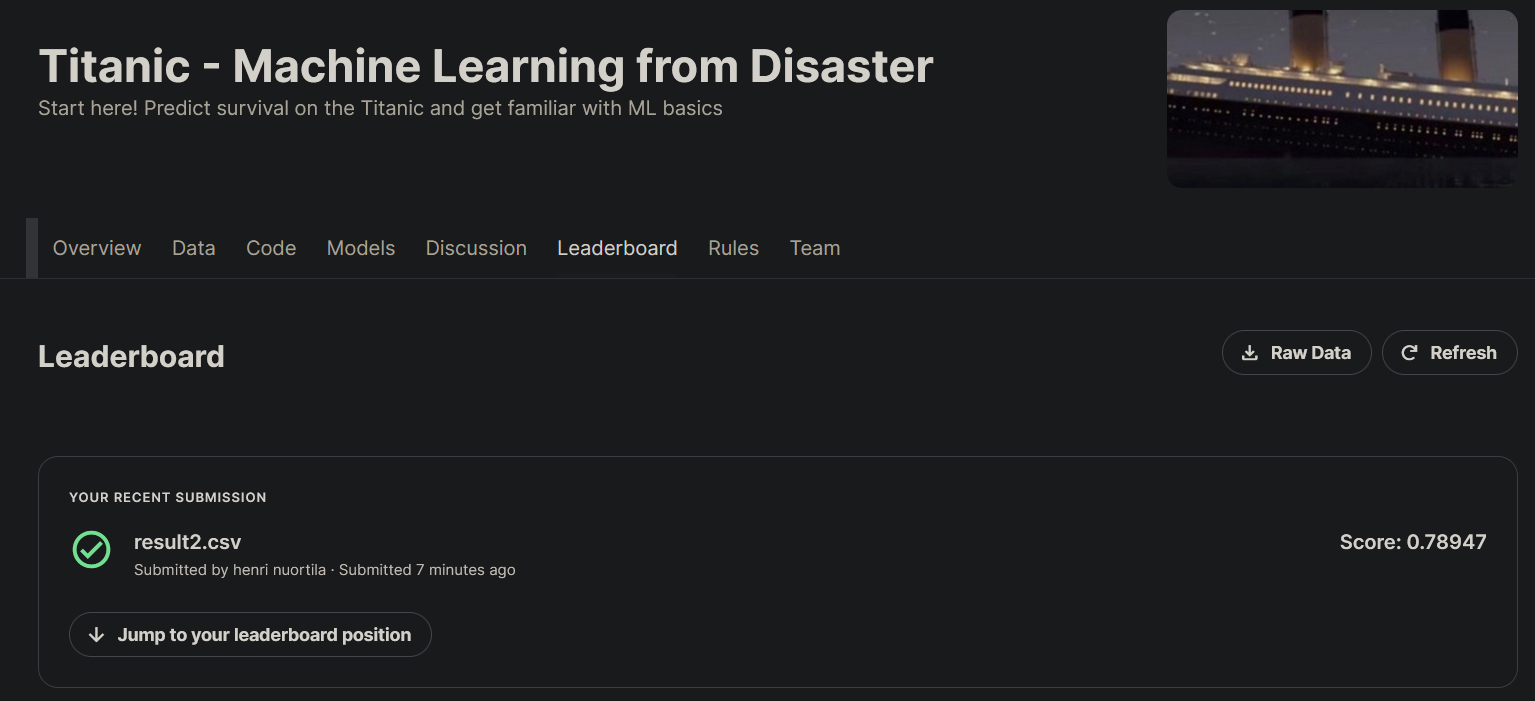 Titanic - Machine Learning from Disaster
Start here! Predict survival on the Titanic and get familiar with ML basics
Overview Data Code Models Discussion Leaderboard Rules Team
Leaderboard
Raw Data Refresh
YOUR RECENT SUBMISSION
result2.csv
Score: 0.78947
Submitted by henri nuortila · Submitted 7 minutes ago
Jump to your leaderboard position